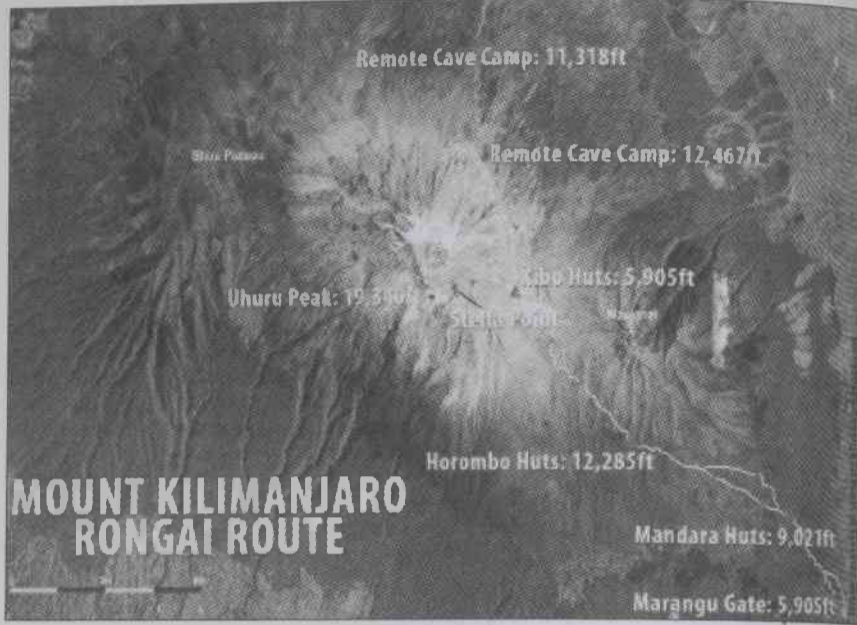 Remote Cave Camp: 11,318ft
Remote Cave Camp: 12,467ft
Kibo Huts: 5,905ft
Uhuru Peak:
Stella Point
Horombo Huts: 12,285ft
MOUNT KILIMANJARO
RONGAI ROUTE
Mandara Huts: 9,021ft
Marangu Gate: 5,905ft